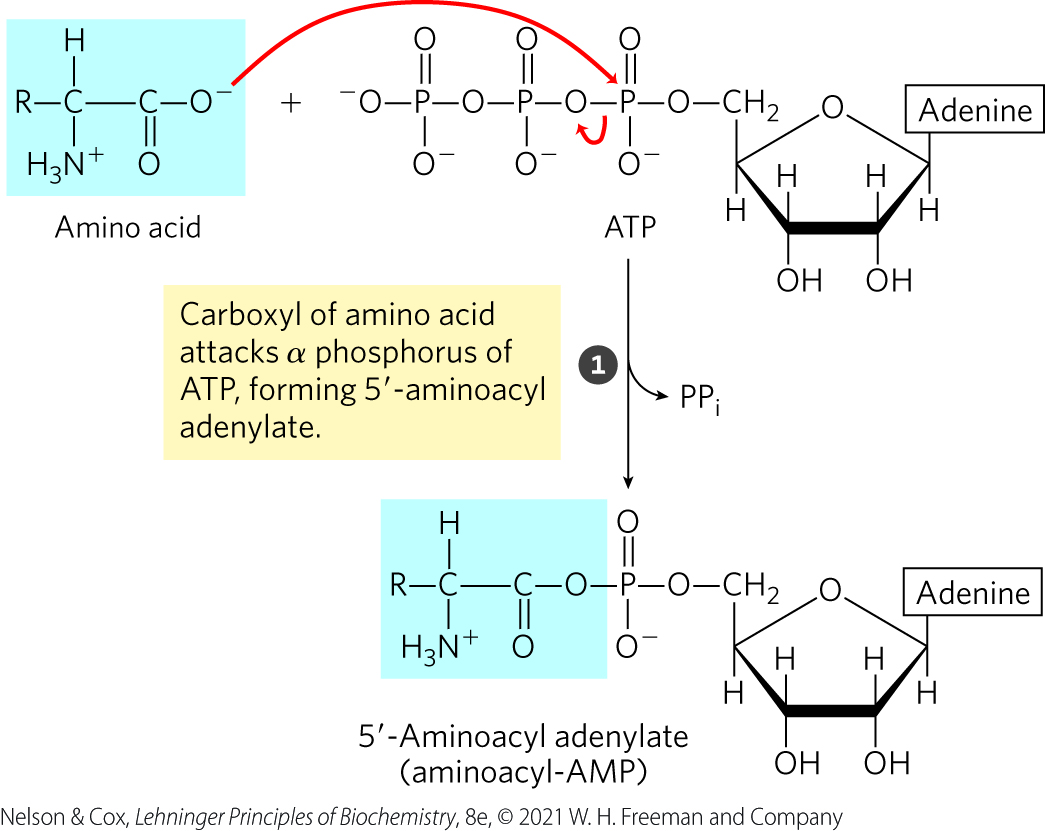 H O O O
R–C–C–O⁻ + ⁻O–P–O–P–O–P–O–CH₂ O Adenine
H₃N⁺ O O⁻ O⁻ O⁻ H H H H
Amino acid ATP OH OH
Carboxyl of amino acid
attacks α phosphorus of
ATP, forming 5′-aminoacyl
adenylate.
1
PPᵢ
H O
R–C–C–O–P–O–CH₂ O Adenine
H₃N⁺ O O⁻ H H H H
OH OH
5′-Aminoacyl adenylate
(aminoacyl-AMP)
Nelson & Cox, Lehninger Principles of Biochemistry, 8e, © 2021 W. H. Freeman and Company